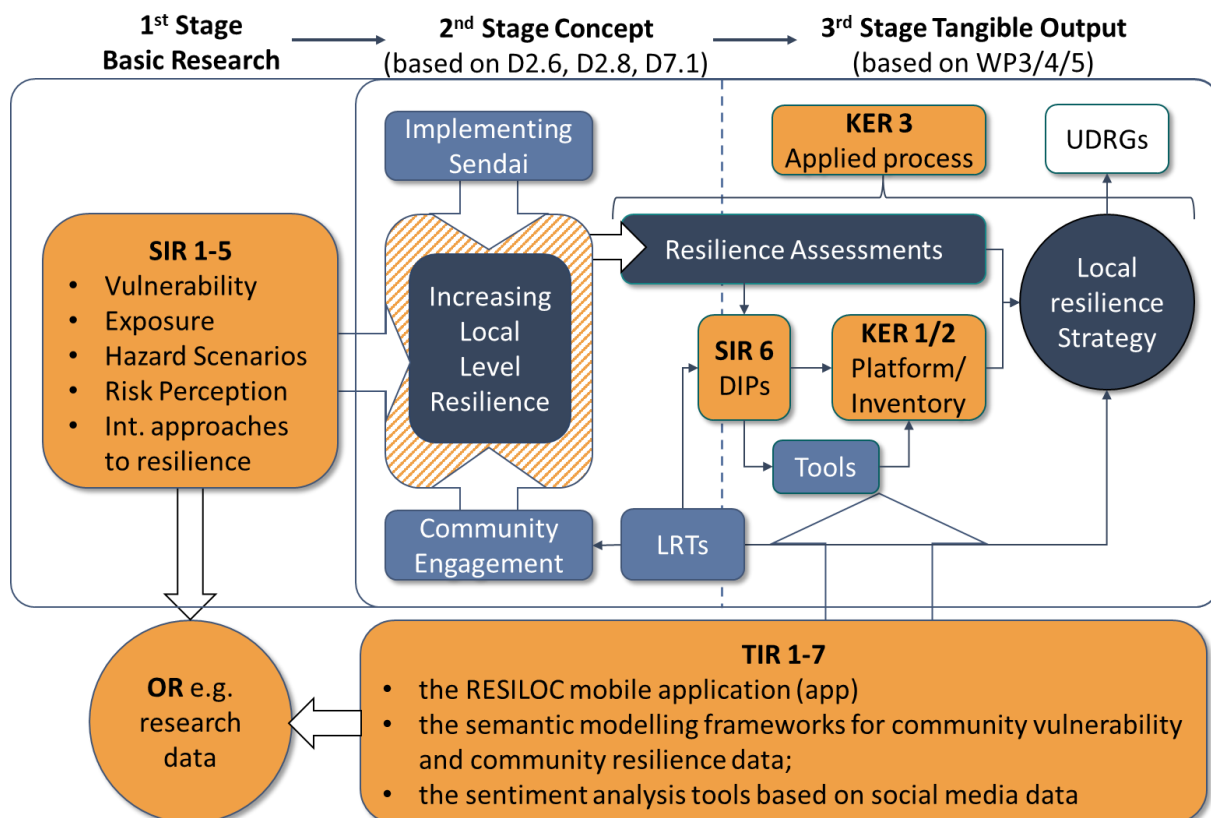 1st Stage
Basic Research
2nd Stage Concept
(based on D2.6, D2.8, D7.1)
3rd Stage Tangible Output
(based on WP3/4/5)
Implementing
Sendai
KER 3
Applied process
UDRGs
SIR 1-5
• Vulnerability
• Exposure
• Hazard Scenarios
• Risk Perception
• Int. approaches
to resilience
Increasing
Local
Level
Resilience
Resilience Assessments
Local
resilience
Strategy
SIR 6
DIPs
KER 1/2
Platform/
Inventory
Tools
Community
Engagement
LRTs
OR e.g.
research
data
TIR 1-7
• the RESILOC mobile application (app)
• the semantic modelling frameworks for community vulnerability
and community resilience data;
• the sentiment analysis tools based on social media data